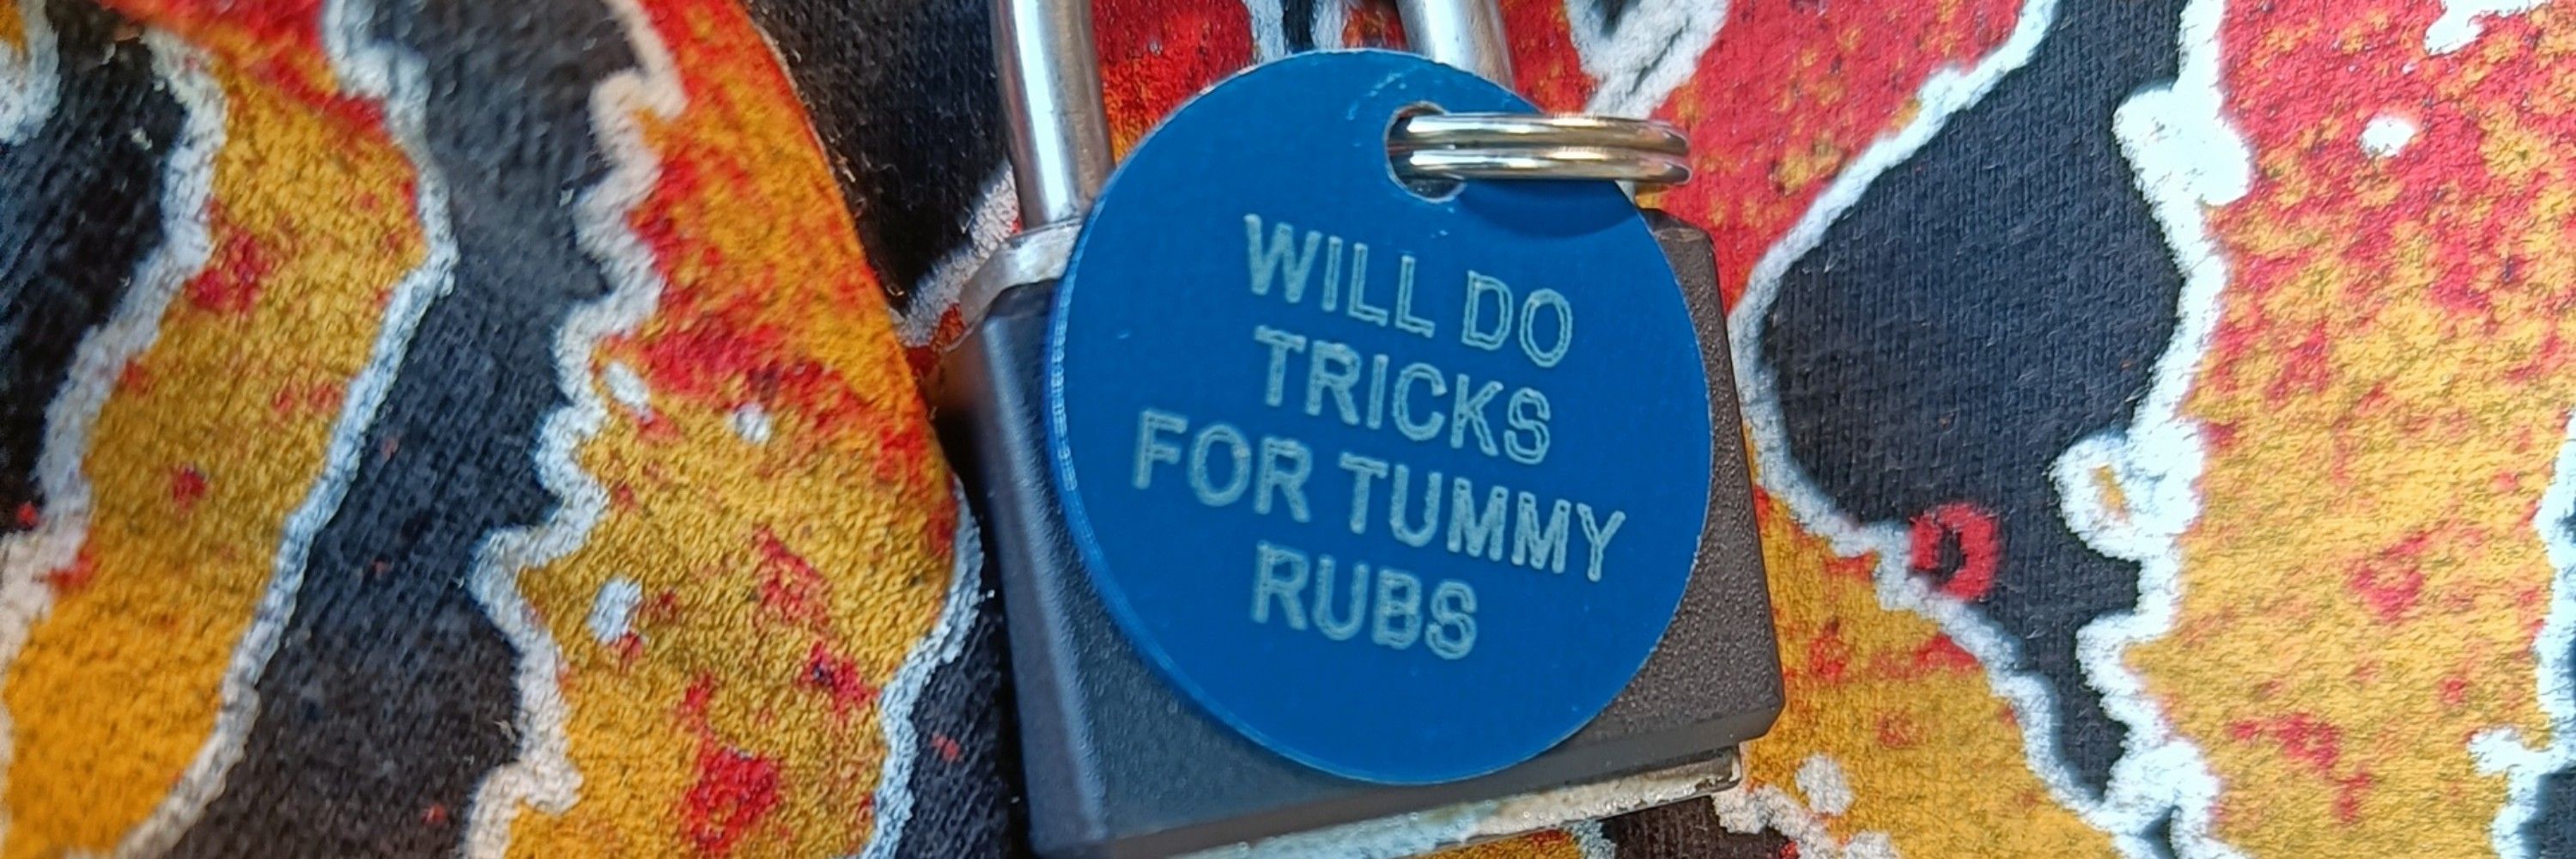 WILL DO
TRICKS
FOR TUMMY
RUBS